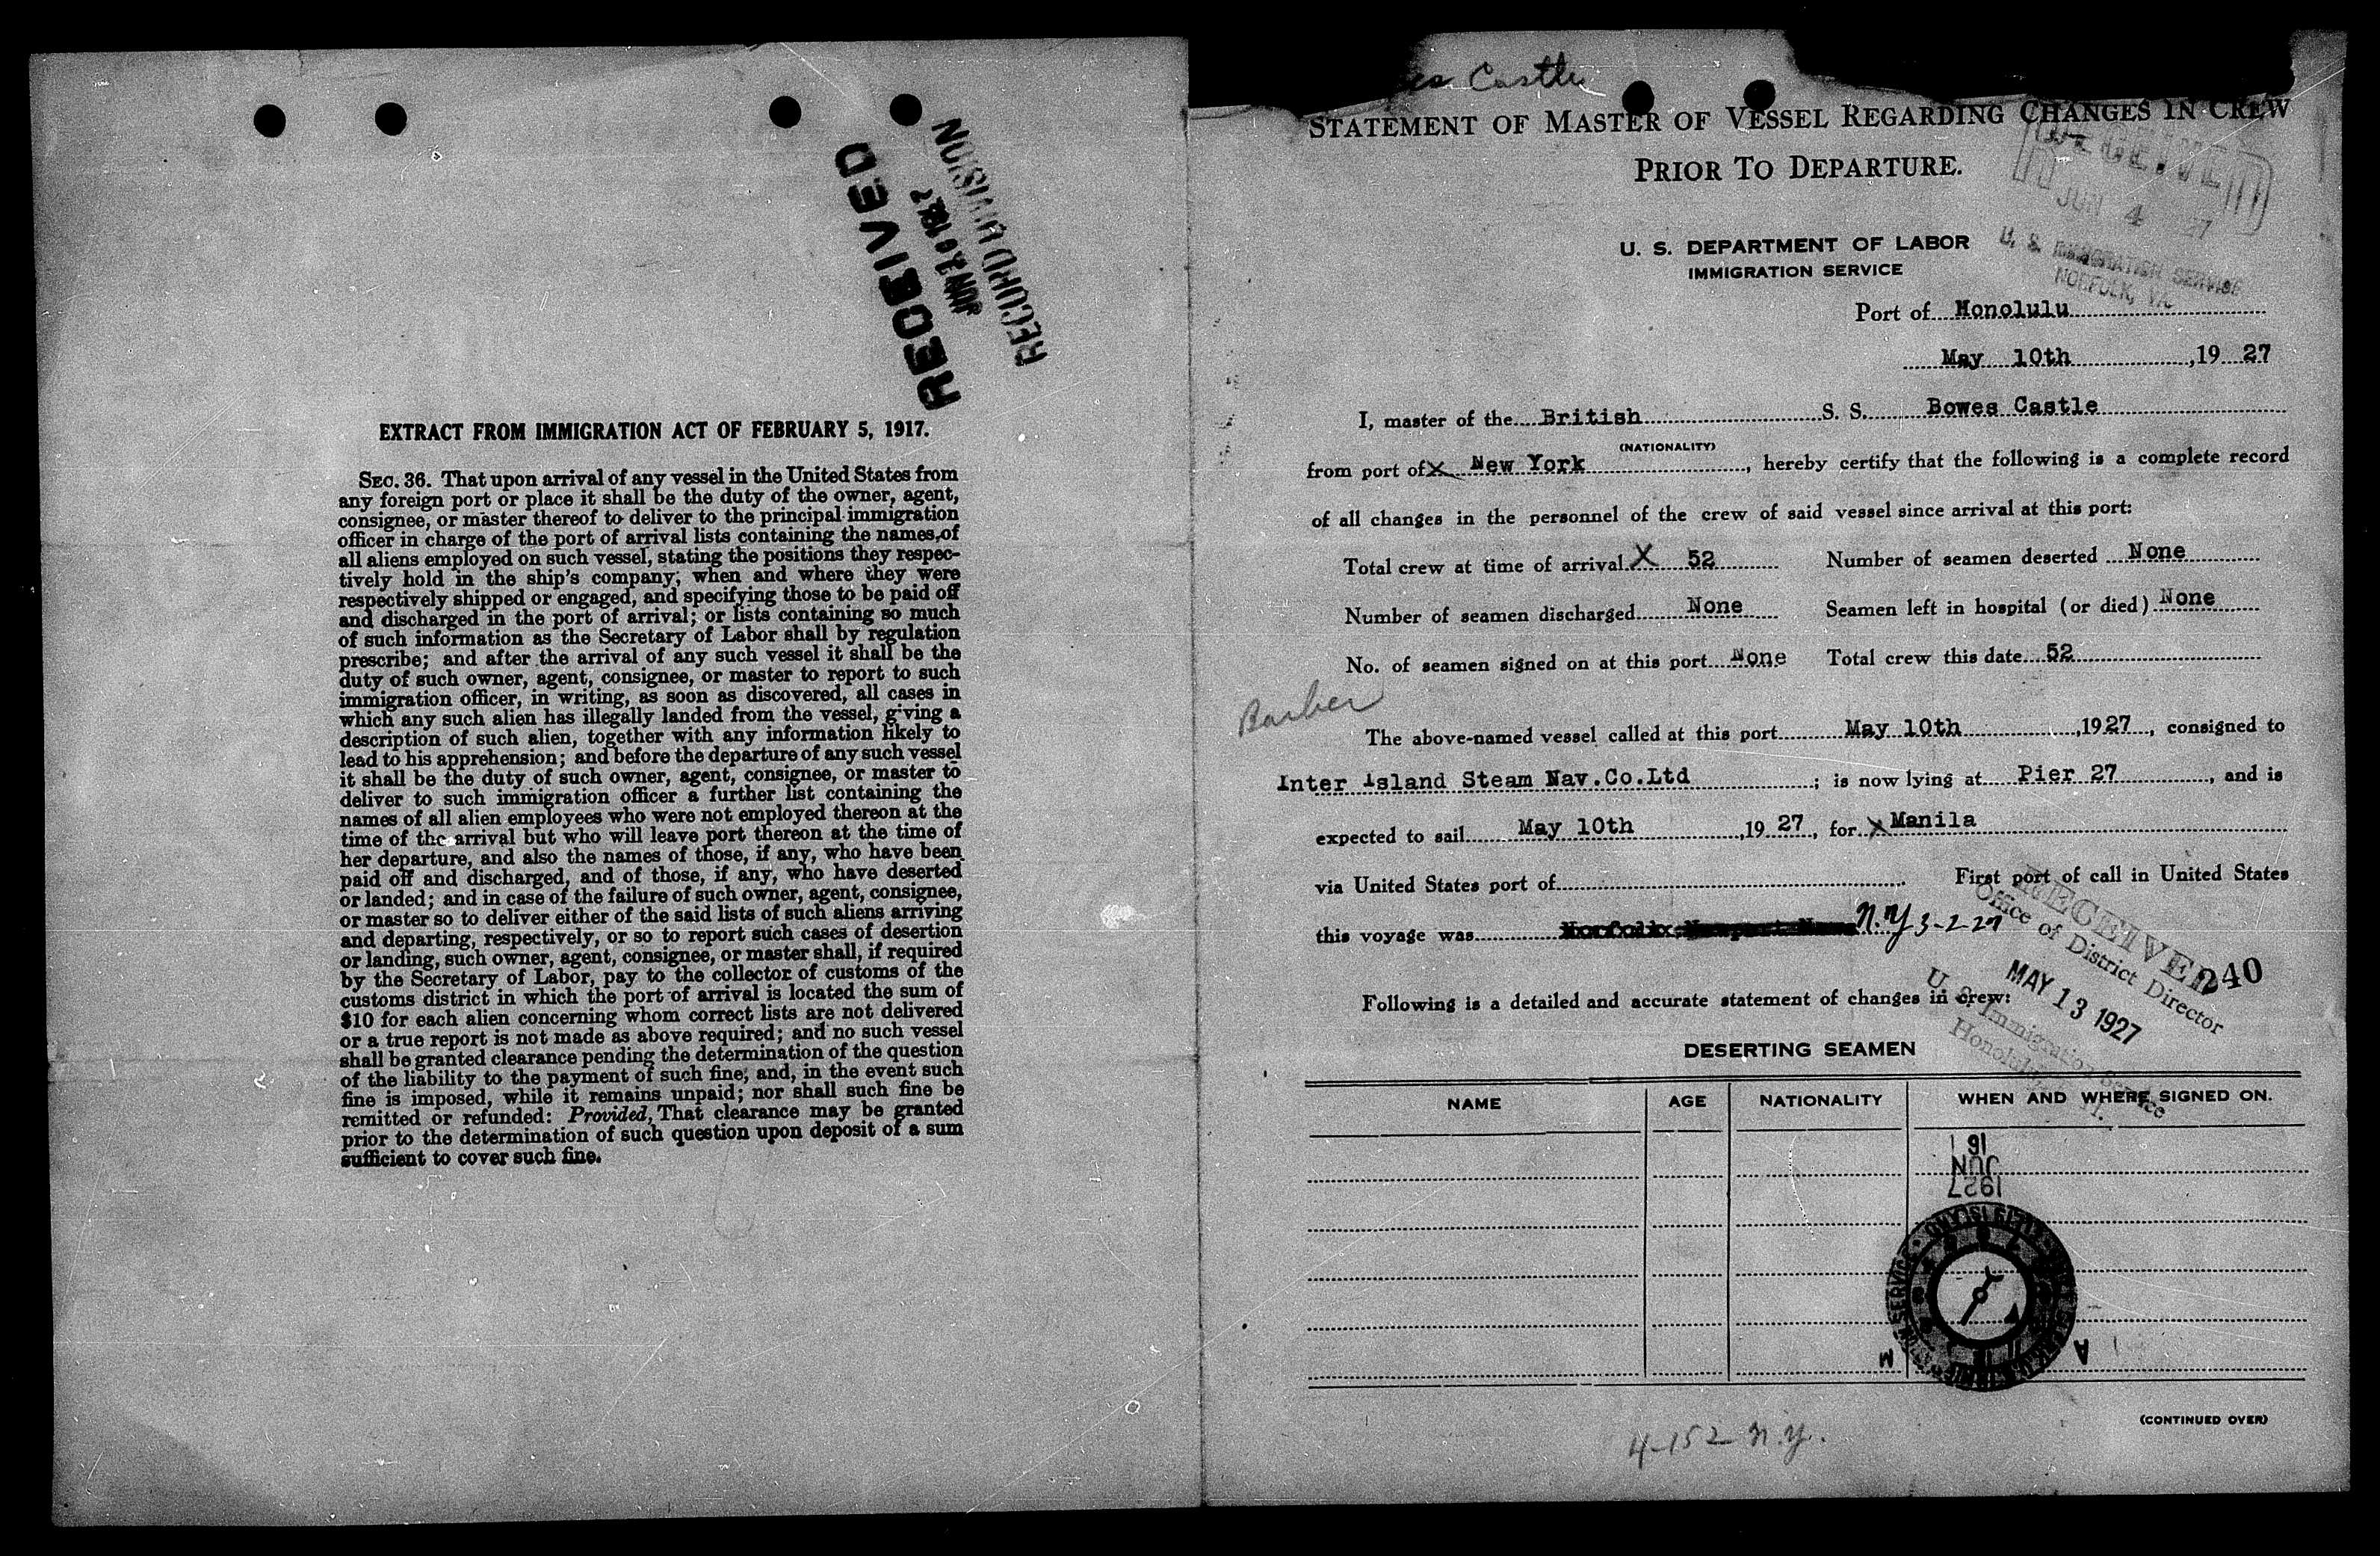 RECEIVED
RECORD DIVISION
EXTRACT FROM IMMIGRATION ACT OF FEBRUARY 5, 1917.
SEC. 36. That upon arrival of any vessel in the United States from
any foreign port or place it shall be the duty of the owner, agent,
consignee, or master thereof to deliver to the principal immigration
officer in charge of the port of arrival lists containing the names of
all aliens employed on such vessel, stating the positions they respec-
tively hold in the ship's company, when and where they were
respectively shipped or engaged, and specifying those to be paid off
and discharged in the port of arrival; or lists containing so much
of such information as the Secretary of Labor shall by regulation
prescribe; and after the arrival of any such vessel it shall be the
duty of such owner, agent, consignee, or master to report to such
immigration officer, in writing, as soon as discovered, all cases in
which any such alien has illegally landed from the vessel, giving a
description of such alien, together with any information likely to
lead to his apprehension; and before the departure of any such vessel
it shall be the duty of such owner, agent, consignee, or master to
deliver to such immigration officer a further list containing the
names of all alien employees who were not employed thereon at the
time of the arrival but who will leave port thereon at the time of
her departure, and also the names of those, if any, who have been
paid off and discharged, and of those, if any, who have deserted
or landed; and in case of the failure of such owner, agent, consignee,
or master so to deliver either of the said lists of such aliens arriving
and departing, respectively, or so to report such cases of desertion
or landing, such owner, agent, consignee, or master shall, if required
by the Secretary of Labor, pay to the collector of customs of the
customs district in which the port of arrival is located the sum of
$10 for each alien concerning whom correct lists are not delivered
or a true report is not made as above required; and no such vessel
shall be granted clearance pending the determination of the question
of the liability to the payment of such fine, and, in the event such
fine is imposed, while it remains unpaid; nor shall such fine be
remitted or refunded: Provided, That clearance may be granted
prior to the determination of such question upon deposit of a sum
sufficient to cover such fine.
es Castle
STATEMENT OF MASTER OF VESSEL REGARDING CHANGES IN CREW
PRIOR TO DEPARTURE.
JUN 4 27
U. S. IMMIGRATION SERVICE
NORFOLK, VA
U. S. DEPARTMENT OF LABOR
IMMIGRATION SERVICE
Port of Honolulu
May 10th, 19 27
I, master of the British S. S. Bowes Castle
(NATIONALITY)
from port of X New York, hereby certify that the following is a complete record
of all changes in the personnel of the crew of said vessel since arrival at this port:
Total crew at time of arrival X 52 Number of seamen deserted None
Number of seamen discharged None Seamen left in hospital (or died) None
No. of seamen signed on at this port None Total crew this date 52
Barber
The above-named vessel called at this port May 10th, 1927, consigned to
Inter Island Steam Nav.Co.Ltd; is now lying at Pier 27, and is
expected to sail May 10th, 19 27, for X Manila
via United States port of. First port of call in United States
this voyage was N.Y 3-2-27
RECEIVED
Office of District Director
MAY 13 1927
U. S. Immigration Service
240
Following is a detailed and accurate statement of changes in crew:
DESERTING SEAMEN
NAME AGE NATIONALITY WHEN AND WHERE SIGNED ON.
16
JUN
1927
M A
(CONTINUED OVER)
4-152 N.Y.